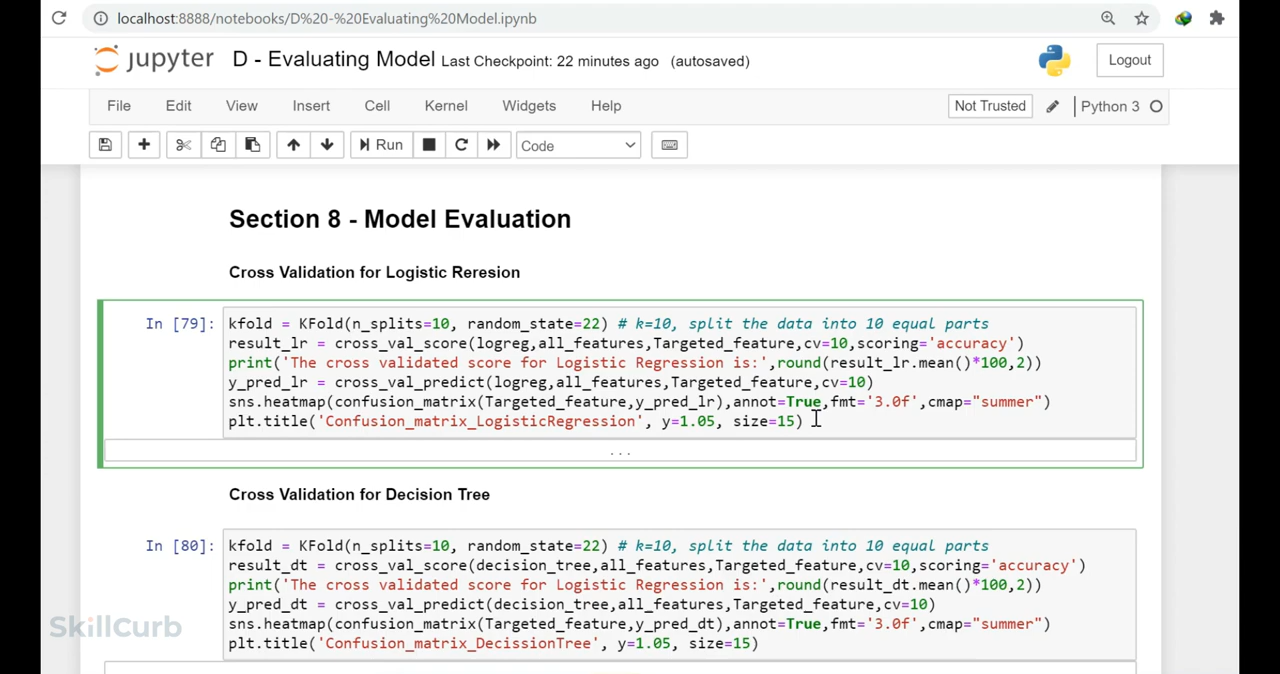 localhost:8888/notebooks/D%20-%20Evaluating%20Model.ipynb
jupyter D - Evaluating Model Last Checkpoint: 22 minutes ago (autosaved)
Logout
File Edit View Insert Cell Kernel Widgets Help
Not Trusted
Python 3
Run
Code
Section 8 - Model Evaluation
Cross Validation for Logistic Reresion
In [79]:
kfold = KFold(n_splits=10, random_state=22) # k=10, split the data into 10 equal parts
result_lr = cross_val_score(logreg,all_features,Targeted_feature,cv=10,scoring='accuracy')
print('The cross validated score for Logistic Regression is:',round(result_lr.mean()*100,2))
y_pred_lr = cross_val_predict(logreg,all_features,Targeted_feature,cv=10)
sns.heatmap(confusion_matrix(Targeted_feature,y_pred_lr),annot=True,fmt='3.0f',cmap="summer")
plt.title('Confusion_matrix_LogisticRegression', y=1.05, size=15)
...
Cross Validation for Decision Tree
In [80]:
kfold = KFold(n_splits=10, random_state=22) # k=10, split the data into 10 equal parts
result_dt = cross_val_score(decision_tree,all_features,Targeted_feature,cv=10,scoring='accuracy')
print('The cross validated score for Logistic Regression is:',round(result_dt.mean()*100,2))
y_pred_dt = cross_val_predict(decision_tree,all_features,Targeted_feature,cv=10)
sns.heatmap(confusion_matrix(Targeted_feature,y_pred_dt),annot=True,fmt='3.0f',cmap="summer")
plt.title('Confusion_matrix_DecissionTree', y=1.05, size=15)
SkillCurb